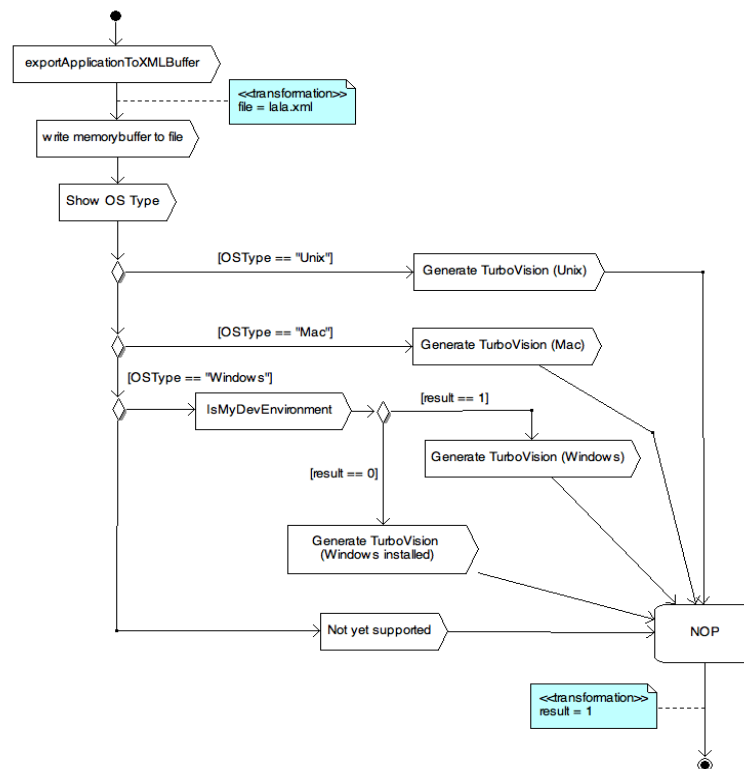 exportApplicationToXMLBuffer
<<transformation>>
file = lala.xml
write memorybuffer to file
Show OS Type
[OSType == "Unix"]
Generate TurboVision (Unix)
[OSType == "Mac"]
Generate TurboVision (Mac)
[OSType == "Windows"]
IsMyDevEnvironment
[result == 1]
Generate TurboVision (Windows)
[result == 0]
Generate TurboVision
(Windows installed)
Not yet supported
NOP
<<transformation>>
result = 1